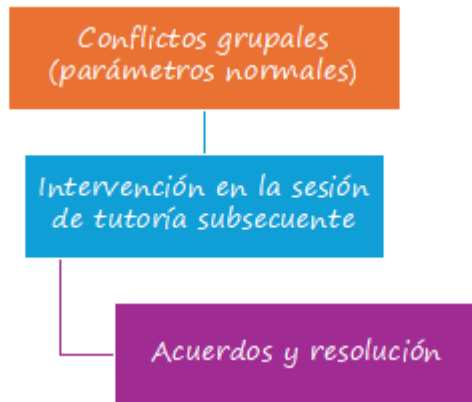 Conflictos grupales
(parámetros normales)
Intervención en la sesión
de tutoría subsecuente
Acuerdos y resolución